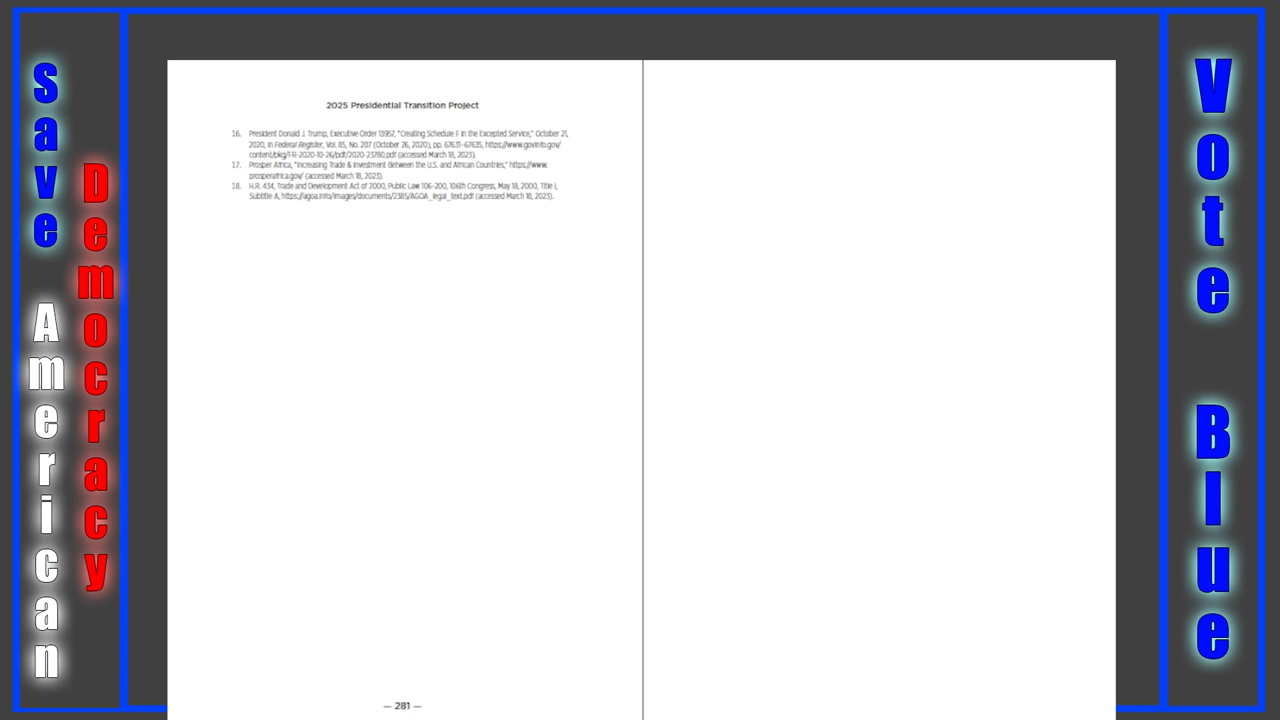 save
American
Democracy
2025 Presidential Transition Project
16. President Donald J. Trump, Executive Order 13957, "Creating Schedule F in the Excepted Service," October 21,
2020, in Federal Register, Vol. 85, No. 207 (October 26, 2020), pp. 67631–67635, https://www.govinfo.gov/
content/pkg/FR-2020-10-26/pdf/2020-23780.pdf (accessed March 18, 2023).
17. Prosper Africa, "Increasing Trade & Investment Between the U.S. and African Countries," https://www.
prosperafrica.gov/ (accessed March 18, 2023).
18. H.R. 434, Trade and Development Act of 2000, Public Law 106-200, 106th Congress, May 18, 2000, Title I,
Subtitle A, https://agoa.info/images/documents/2385/AGOA_legal_text.pdf (accessed March 18, 2023).
— 281 —
Vote
Blue